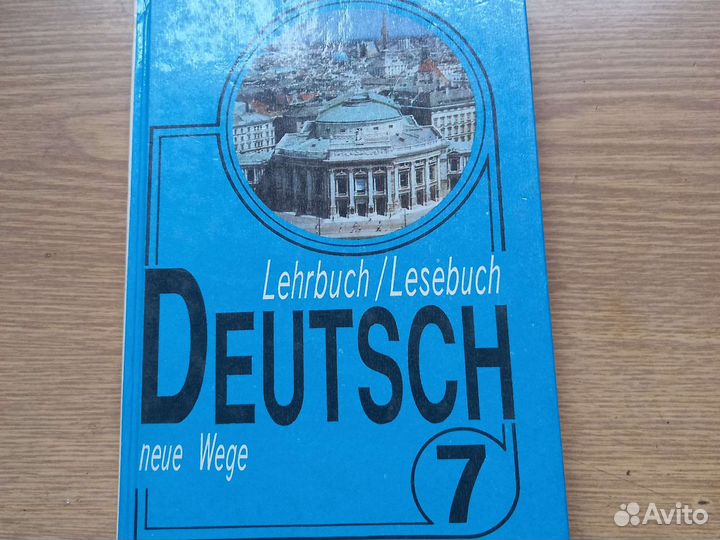 Lehrbuch/Lesebuch
DEUTSCH
neue Wege
7
Avito